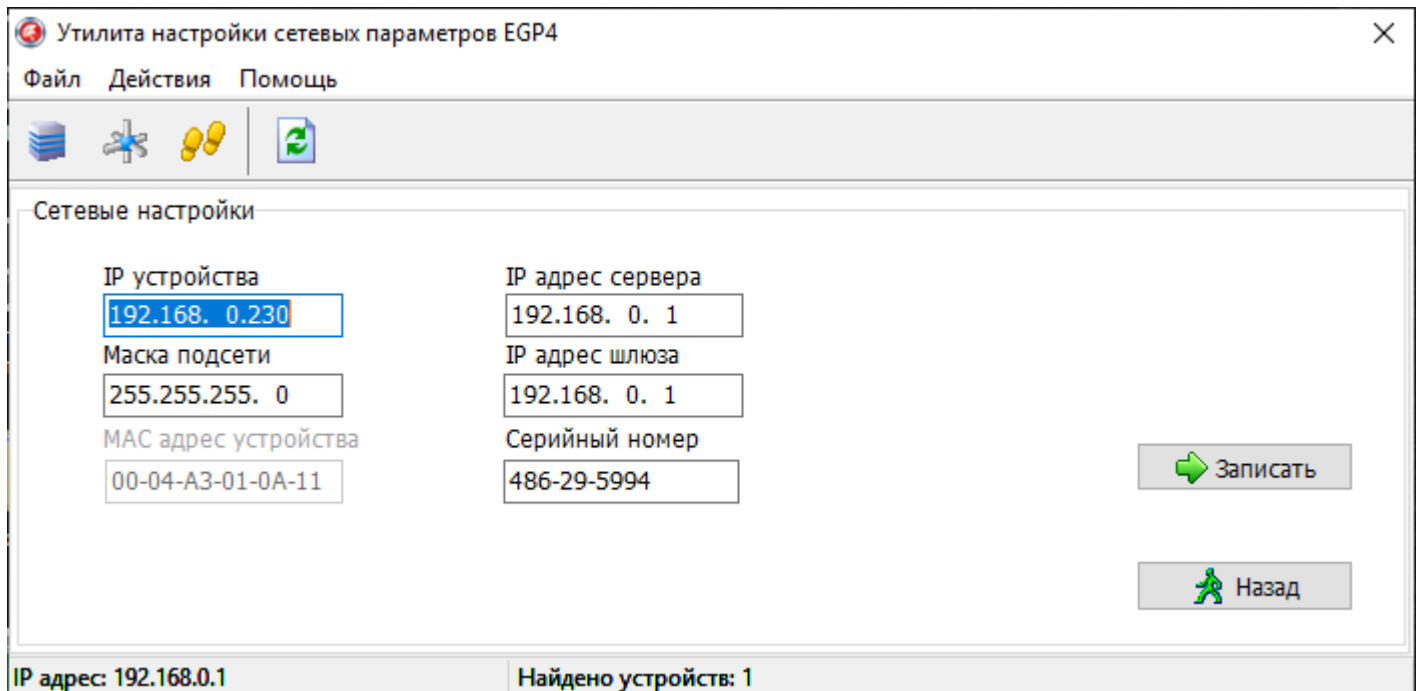 Утилита настройки сетевых параметров EGP4
Файл Действия Помощь
Сетевые настройки
IP устройства IP адрес сервера
192.168. 0.230 192.168. 0. 1
Маска подсети IP адрес шлюза
255.255.255. 0 192.168. 0. 1
MAC адрес устройства Серийный номер
00-04-A3-01-0A-11 486-29-5994
Записать
Назад
IP адрес: 192.168.0.1 Найдено устройств: 1